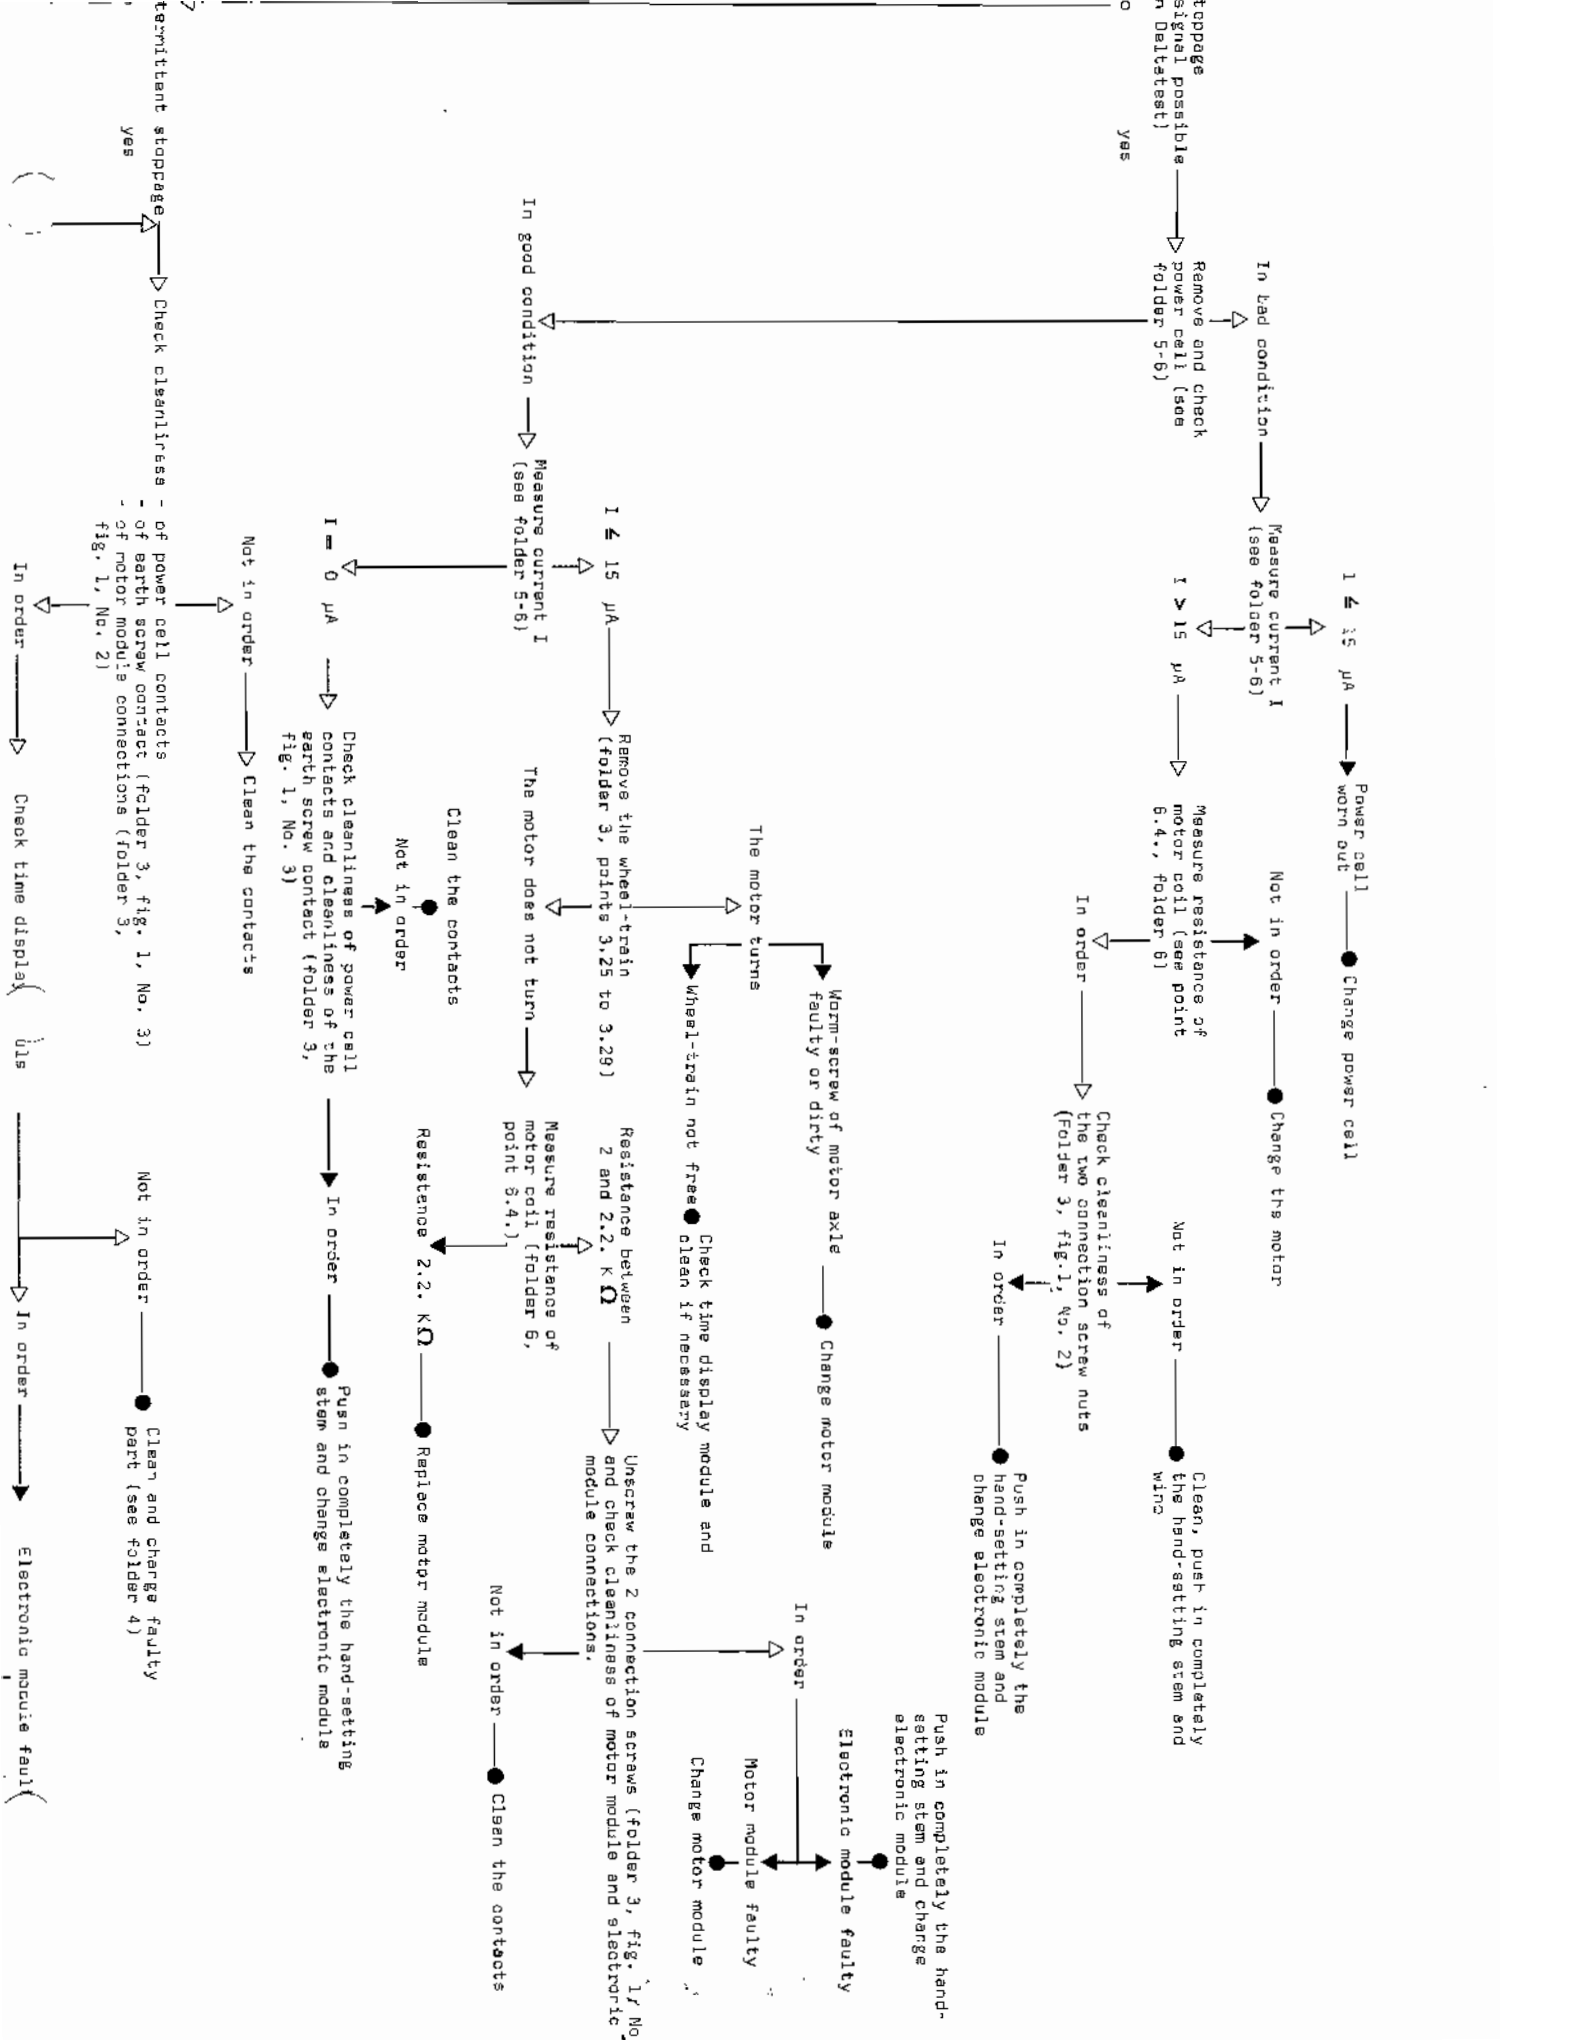 I ≤ 15 µA
Power cell
worn out
Change power cell
In bad condition
Measure current I
(see folder 5-6)
Not in order
Change the motor
toppage
signal possible
n Deltatest)
yes
Remove and check
power cell (see
folder 5-6)
I > 15 µA
Measure resistance of
motor coil (see point
6.4., folder 6)
Not in order
Clean, push in completely
the hand-setting stem and
In order
Check cleanliness of
the two connection screw nuts
(Folder 3, fig.1, No. 2)
In order
Push in completely the
hand-setting stem and
change electronic module
Push in completely the hand-
setting stem and change
electronic module
Worm-screw of motor axle
faulty or dirty
Change motor module
Electronic module faulty
The motor turns
In order
Motor module faulty
Wheel-train not free
Check time display module and
clean if necessary
Change motor module
I ≤ 15 µA
Remove the wheel-train
(folder 3, points 3.25 to 3.29)
Resistance between
2 and 2.2. K Ω
Unscrew the 2 connection screws (folder 3, fig. 1, No
and check cleanliness of motor module and electronic
module connections.
In good condition
Measure current I
(see folder 5-6)
The motor does not turn
Measure resistance of
motor coil (folder 6,
point 6.4.)
Not in order
Clean the contacts
Clean the contacts
Not in order
Resistance 2.2. KΩ
Replace motor module
I = 0 µA
Check cleanliness of power cell
contacts and cleanliness of the
earth screw contact (folder 3,
fig. 1, No. 3)
In order
Push in completely the hand-setting
stem and change electronic module
Not in order
Clean the contacts
termittent stoppage
yes
Check cleanliness - of power cell contacts
- of earth screw contact (folder 3, fig. 1, No. 3)
- of motor module connections (folder 3,
fig. 1, No. 2)
Not in order
Clean and change faulty
part (see folder 4)
In order
Check time display
In order
Electronic module fault